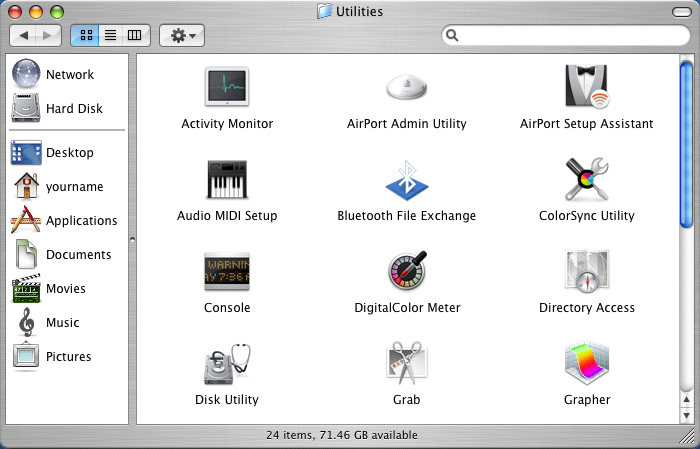 Utilities
Network
Hard Disk
Desktop
yourname
Applications
Documents
Movies
Music
Pictures
Activity Monitor
AirPort Admin Utility
AirPort Setup Assistant
Audio MIDI Setup
Bluetooth File Exchange
ColorSync Utility
WARNIN
AY 7:36 A
Console
DigitalColor Meter
Directory Access
Disk Utility
Grab
Grapher
24 items, 71.46 GB available